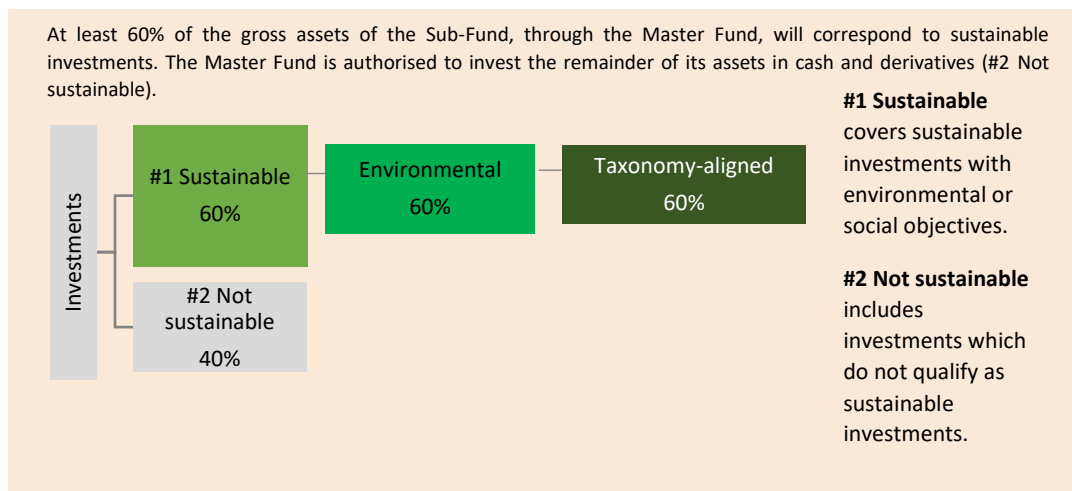 At least 60% of the gross assets of the Sub-Fund, through the Master Fund, will correspond to sustainable
investments. The Master Fund is authorised to invest the remainder of its assets in cash and derivatives (#2 Not
sustainable).
Investments
#1 Sustainable
60%
Environmental
60%
Taxonomy-aligned
60%
#2 Not
sustainable
40%
#1 Sustainable
covers sustainable
investments with
environmental or
social objectives.
#2 Not sustainable
includes
investments which
do not qualify as
sustainable
investments.